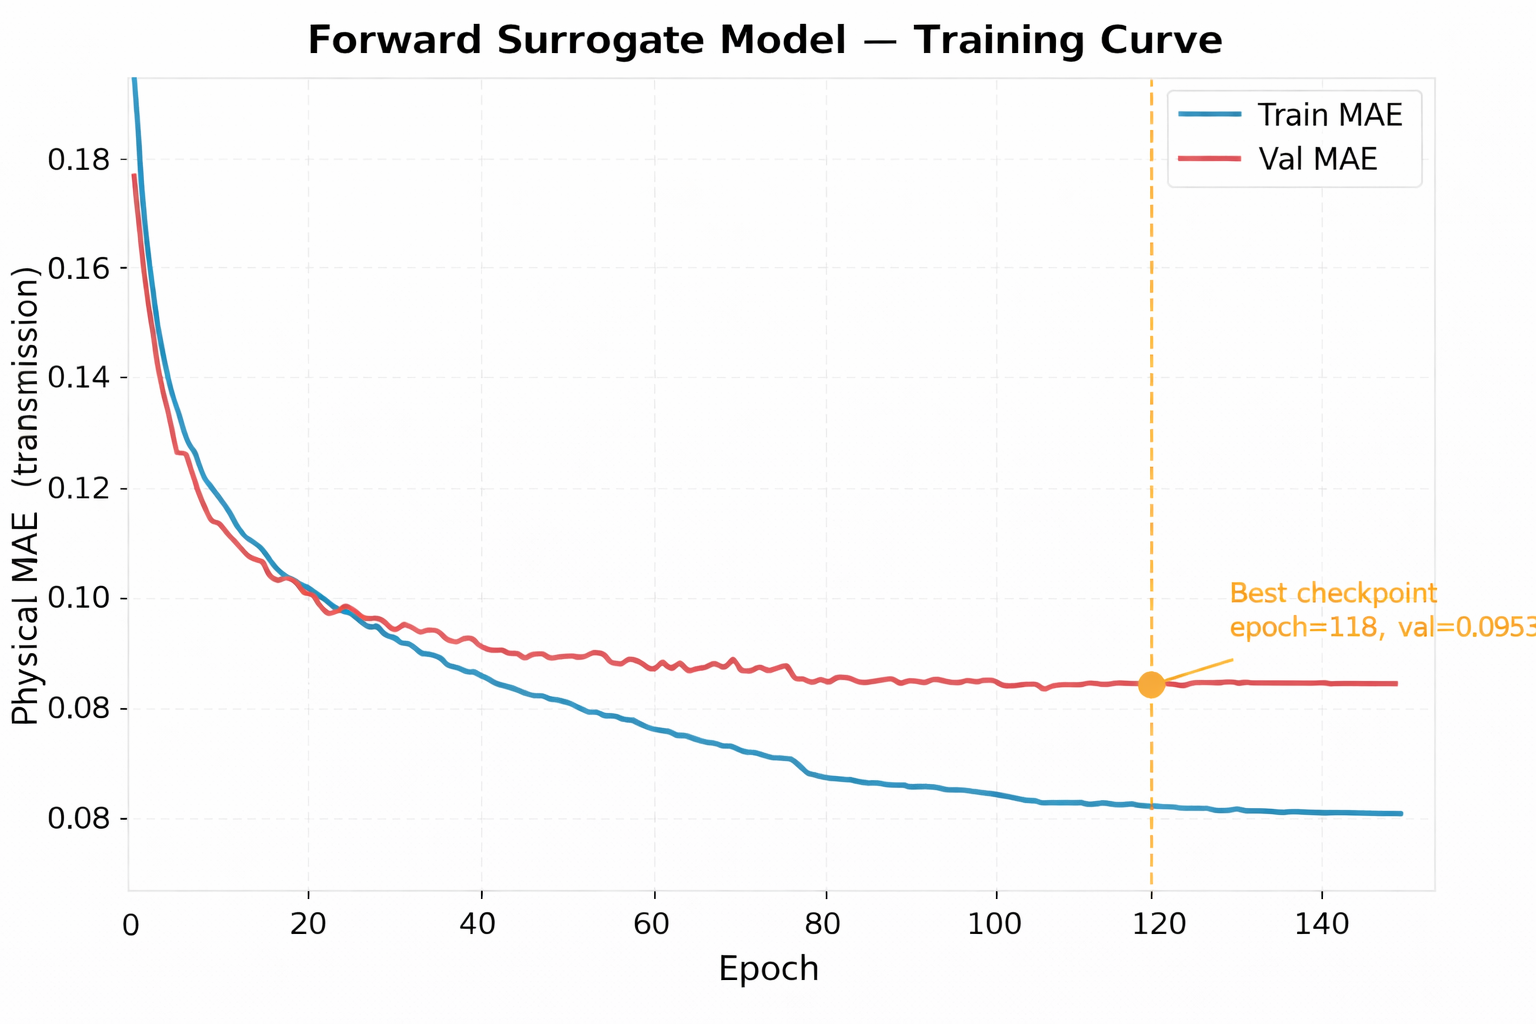 Forward Surrogate Model — Training Curve
Train MAE
Val MAE
Physical MAE (transmission)
0.18
0.16
0.14
0.12
0.10
0.08
0.08
Best checkpoint
epoch=118, val=0.0953
0 20 40 60 80 100 120 140
Epoch